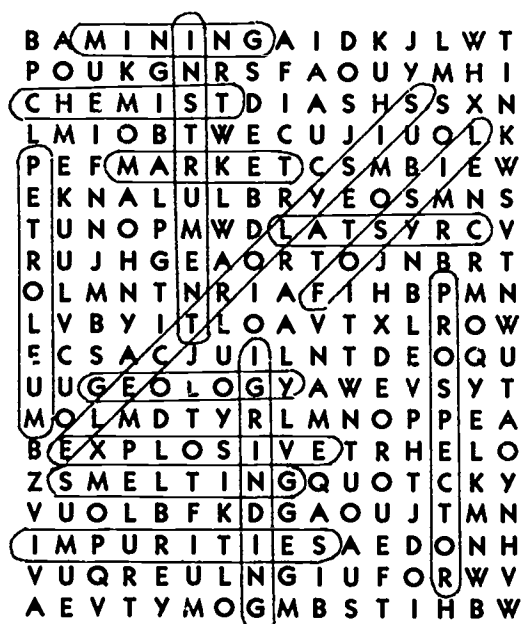 B A M I N I N G A I D K J L W T
P O U K G N R S F A O U Y M H I
C H E M I S T D I A S H S S X N
L M I O B T W E C U J I U O L K
P E F M A R K E T C S M B I E W
E K N A L U L B R Y E O S M N S
T U N O P M W D L A T S Y R C V
R U J H G E A O R T O J N B R T
O L M N T N R I A F I H B P M N
L V B Y I T L O A V T X L R O W
E C S A C J U I L N T D E O Q U
U U G E O L O G Y A W E V S Y T
M O L M D T Y R L M N O P P E A
B E X P L O S I V E T R H E L O
Z S M E L T I N G Q U O T C K Y
V U O L B F K D G A O U J T M N
I M P U R I T I E S A E D O N H
V U Q R E U L N G I U F O R W V
A E V T Y M O G M B S T I H B W